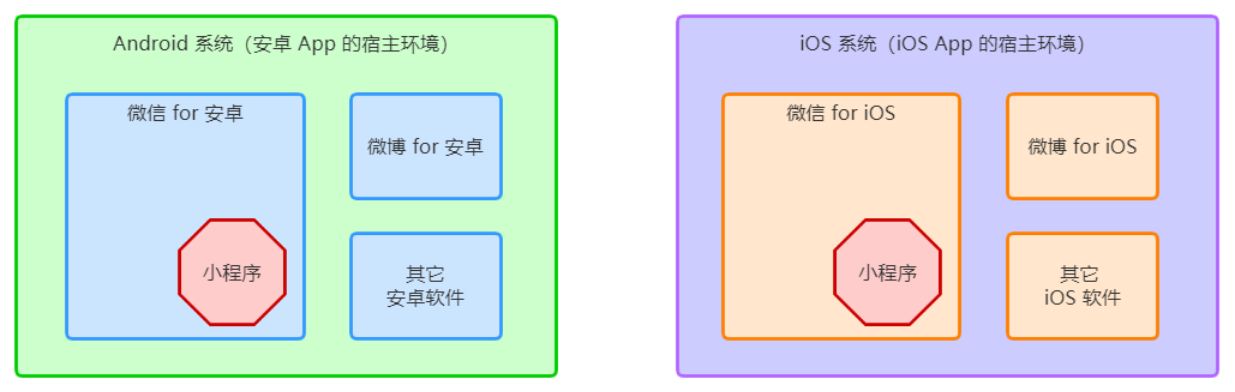 Android 系统（安卓 App 的宿主环境）
微信 for 安卓
微博 for 安卓
小程序
其它
安卓软件
iOS 系统（iOS App 的宿主环境）
微信 for iOS
微博 for iOS
小程序
其它
iOS 软件